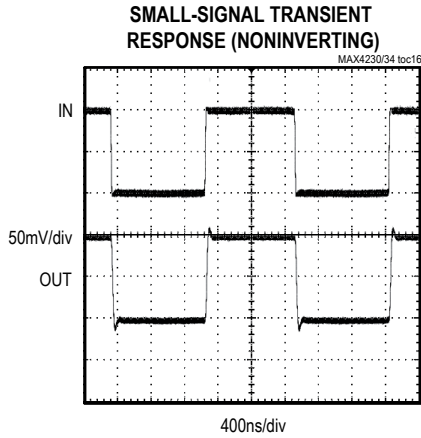 SMALL-SIGNAL TRANSIENT
RESPONSE (NONINVERTING)
MAX4230/34 toc16
IN
50mV/div
OUT
400ns/div